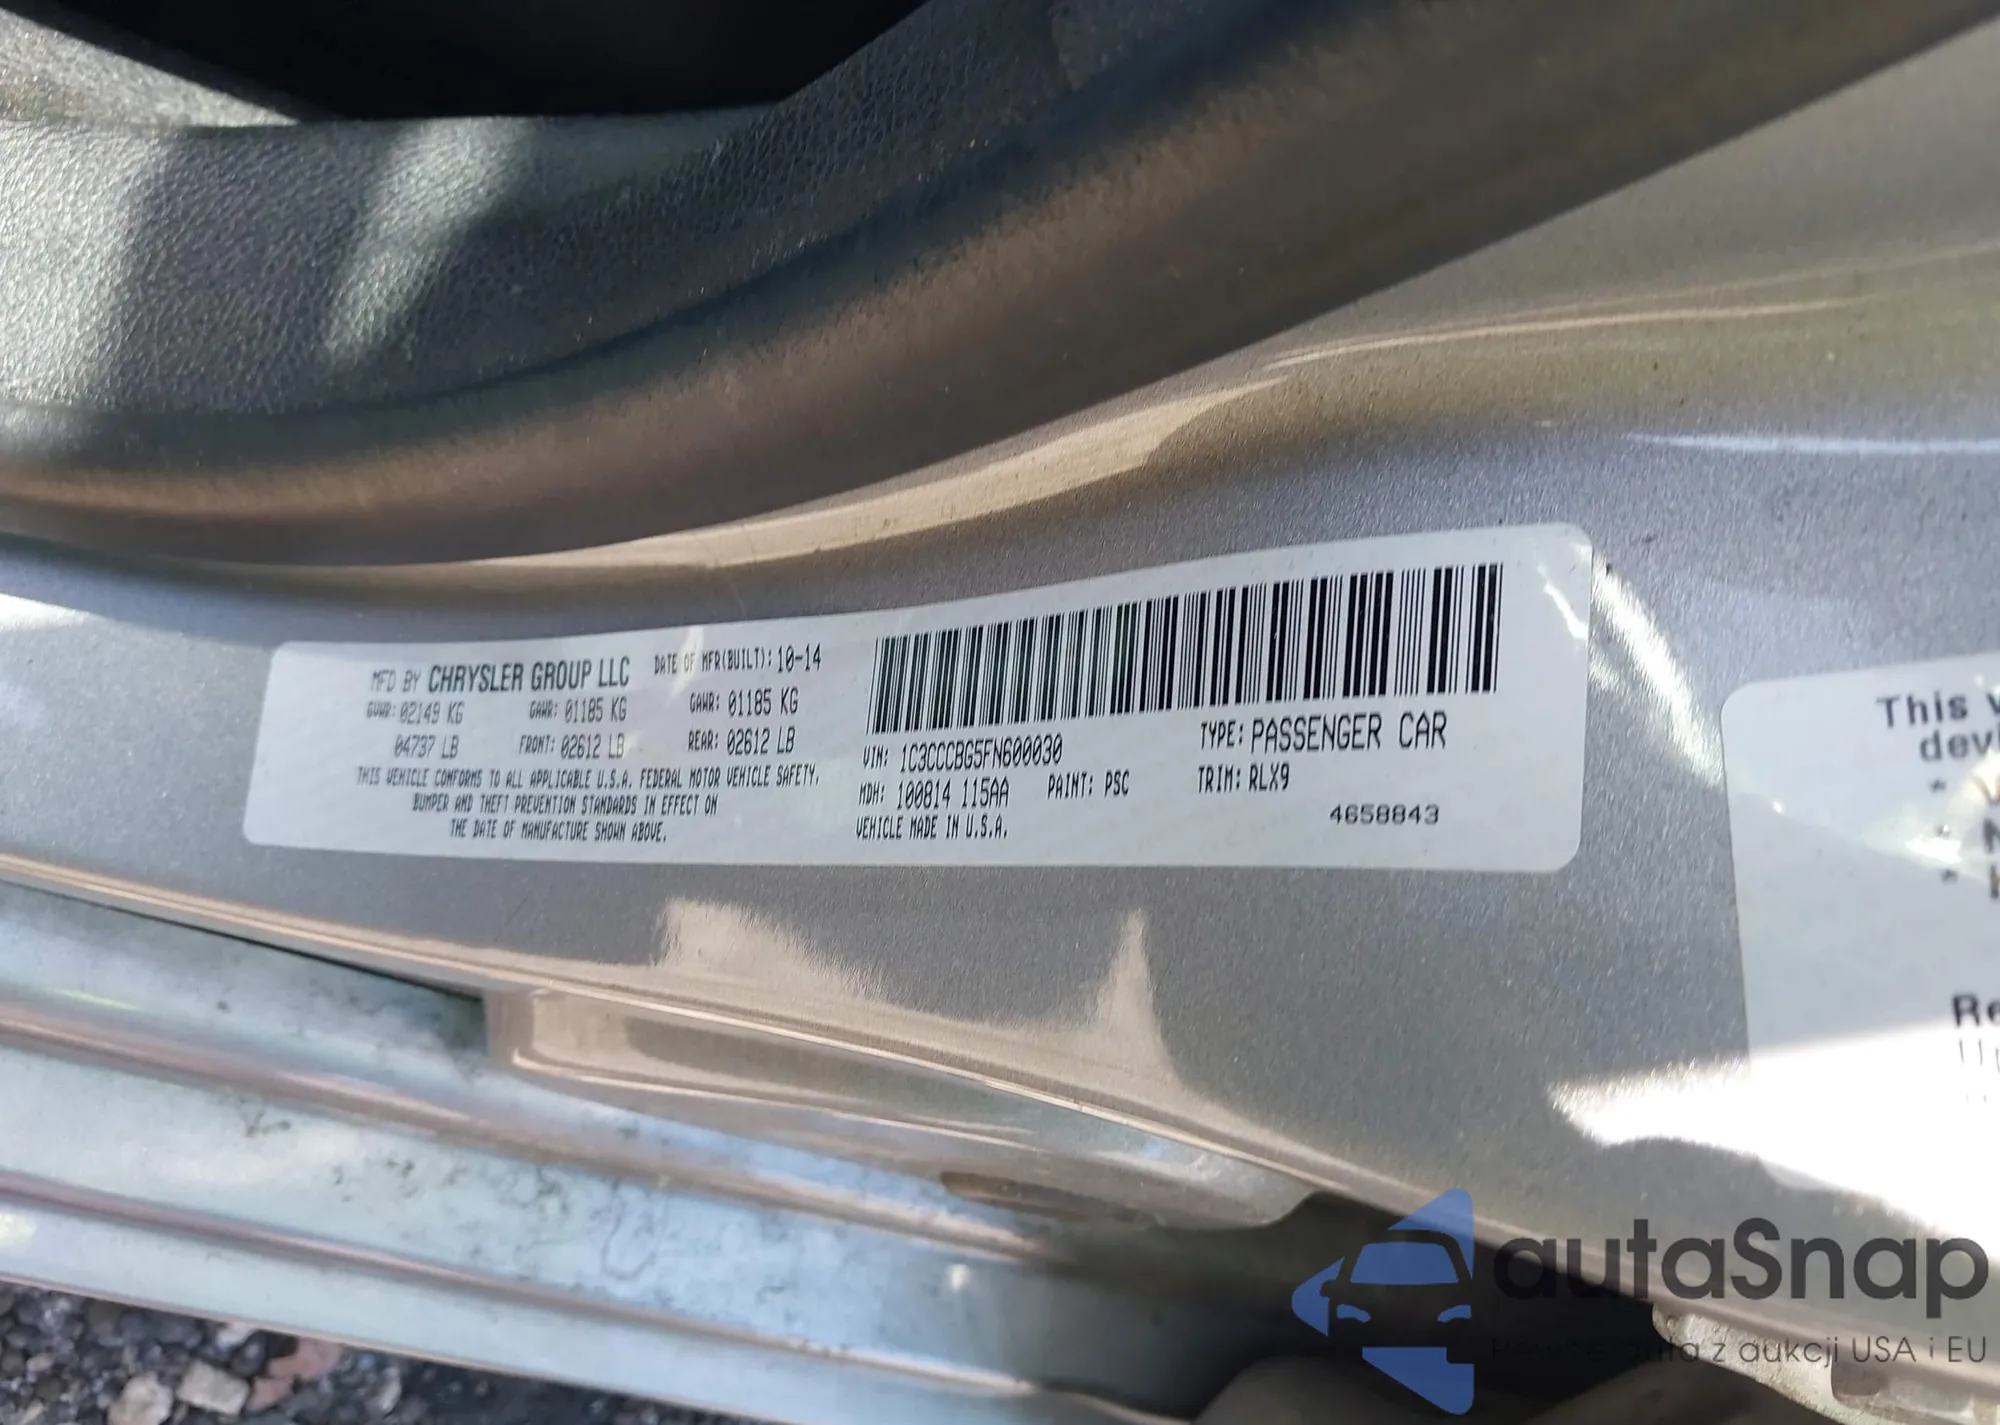 MFD BY CHRYSLER GROUP LLC DATE OF MFR(BUILT): 10-14
GVWR: 02149 KG GAWR: 01185 KG GAWR: 01185 KG
04737 LB FRONT: 02612 LB REAR: 02612 LB
THIS VEHICLE CONFORMS TO ALL APPLICABLE U.S.A. FEDERAL MOTOR VEHICLE SAFETY,
BUMPER AND THEFT PREVENTION STANDARDS IN EFFECT ON
THE DATE OF MANUFACTURE SHOWN ABOVE.
VIN: 1C3CCCBG5FN600030 TYPE: PASSENGER CAR
MDH: 100814 115AA PAINT: PSC TRIM: RLX9
VEHICLE MADE IN U.S.A. 4658843
This v
devi
*
* N
*
Re
autaSnap
auta z aukcji USA i EU